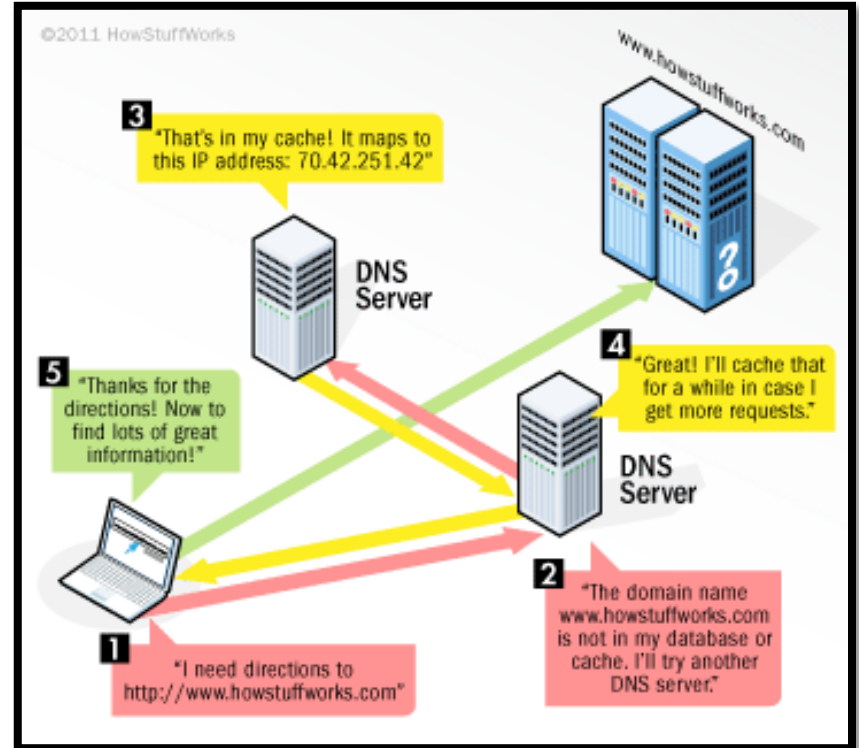 ©2011 HowStuffWorks
www.howstuffworks.com
3
"That's in my cache! It maps to
this IP address: 70.42.251.42"
DNS
Server
4
"Great! I'll cache that
for a while in case I
get more requests."
5
"Thanks for the
directions! Now to
find lots of great
information!"
DNS
Server
2
"The domain name
www.howstuffworks.com
is not in my database or
cache. I'll try another
DNS server."
1
"I need directions to
http://www.howstuffworks.com"